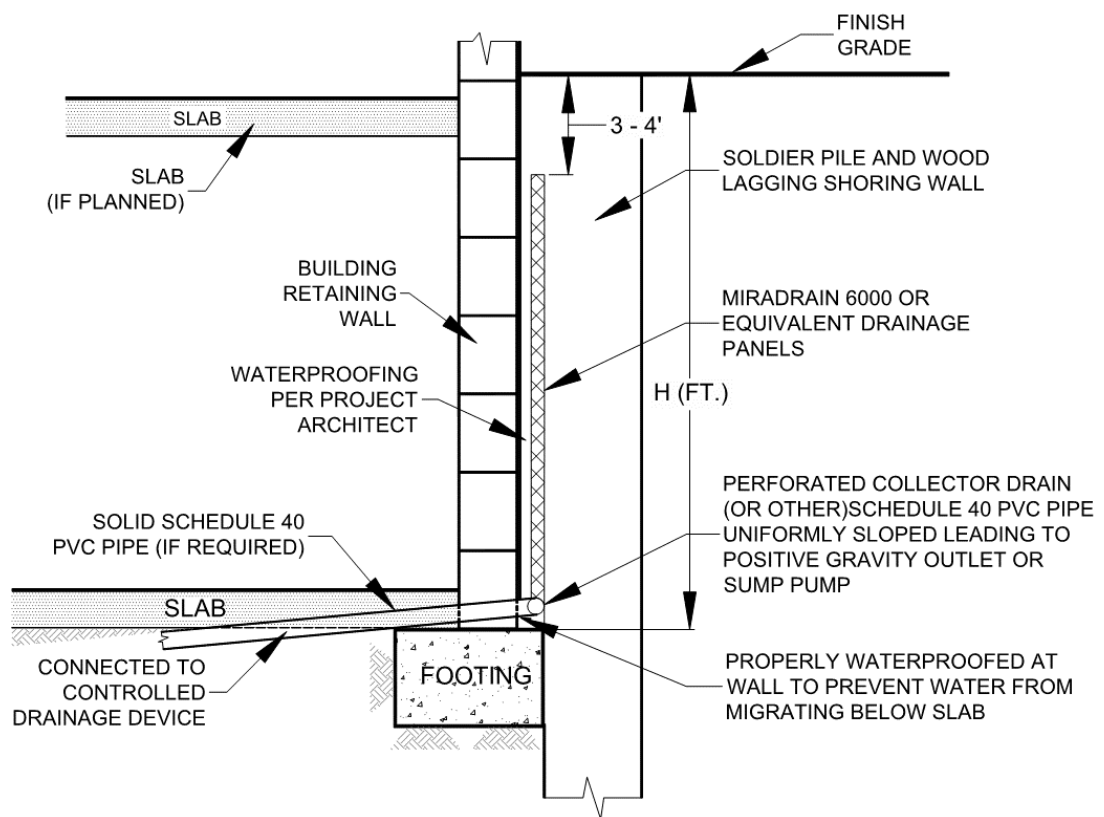 FINISH
GRADE
3 - 4'
SLAB
SLAB
(IF PLANNED)
SOLDIER PILE AND WOOD
LAGGING SHORING WALL
BUILDING
RETAINING
WALL
MIRADRAIN 6000 OR
EQUIVALENT DRAINAGE
PANELS
WATERPROOFING
PER PROJECT
ARCHITECT
H (FT.)
SOLID SCHEDULE 40
PVC PIPE (IF REQUIRED)
PERFORATED COLLECTOR DRAIN
(OR OTHER)SCHEDULE 40 PVC PIPE
UNIFORMLY SLOPED LEADING TO
POSITIVE GRAVITY OUTLET OR
SUMP PUMP
SLAB
FOOTING
CONNECTED TO
CONTROLLED
DRAINAGE DEVICE
PROPERLY WATERPROOFED AT
WALL TO PREVENT WATER FROM
MIGRATING BELOW SLAB